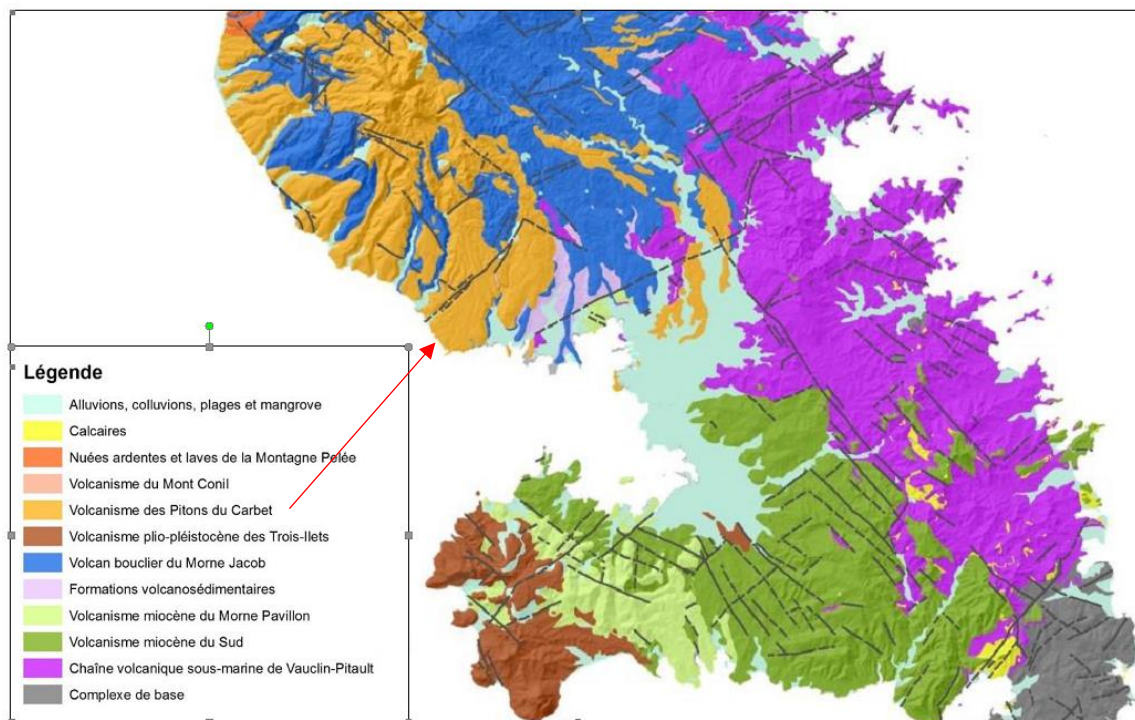 Légende
Alluvions, colluvions, plages et mangrove
Calcaires
Nuées ardentes et laves de la Montagne Pelée
Volcanisme du Mont Conil
Volcanisme des Pitons du Carbet
Volcanisme plio-pléistocène des Trois-Ilets
Volcan bouclier du Morne Jacob
Formations volcanosédimentaires
Volcanisme miocène du Morne Pavillon
Volcanisme miocène du Sud
Chaîne volcanique sous-marine de Vauclin-Pitault
Complexe de base